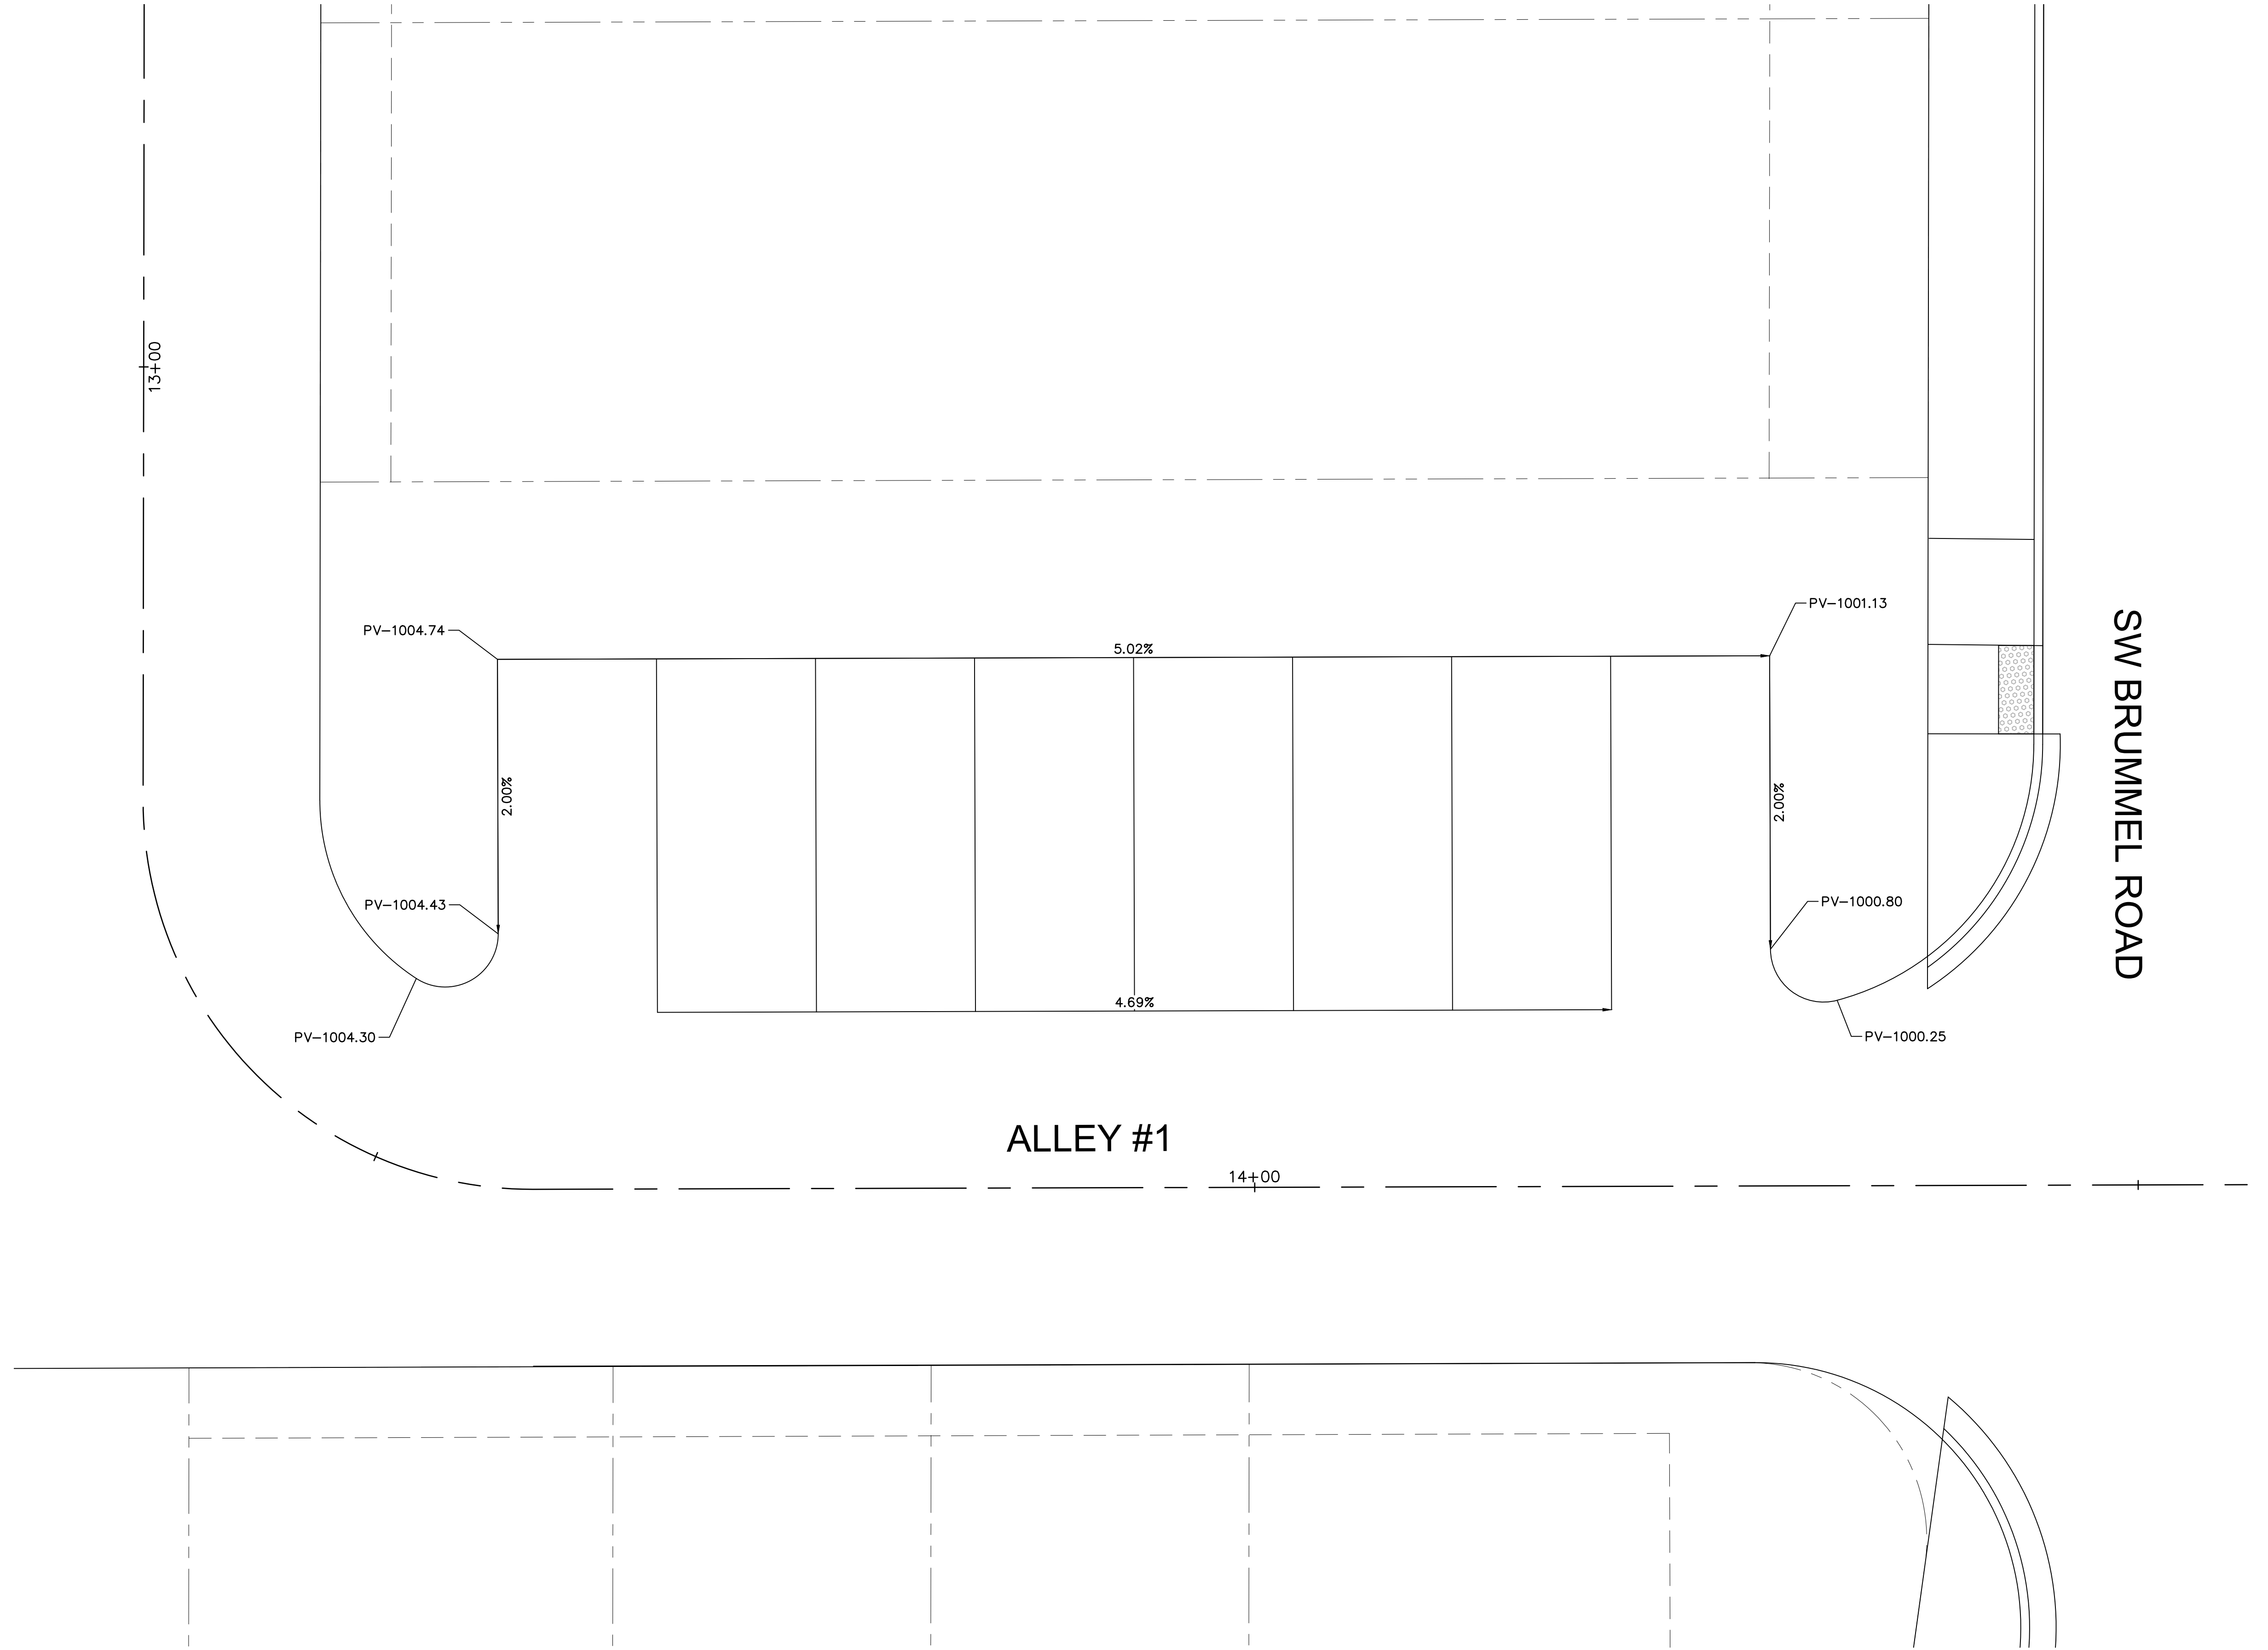 13+00
PV-1001.13
PV-1004.74
5.02%
SW BRUMMEL ROAD
2.00%
2.00%
PV-1004.43
PV-1000.80
4.69%
PV-1004.30
PV-1000.25
ALLEY #1
14+00